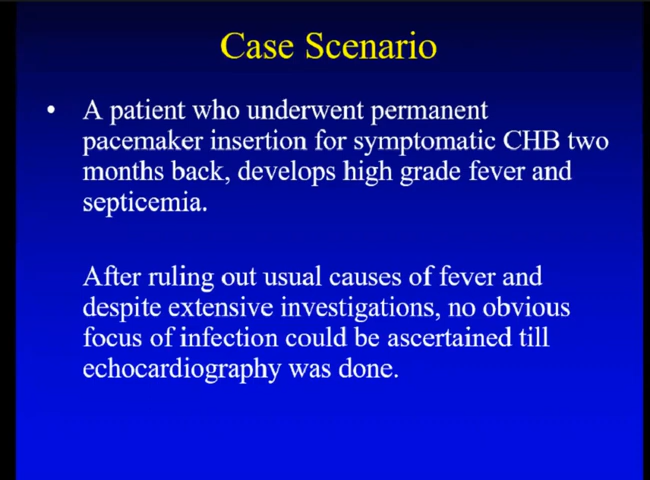 Case Scenario
• A patient who underwent permanent
pacemaker insertion for symptomatic CHB two
months back, develops high grade fever and
septicemia.
After ruling out usual causes of fever and
despite extensive investigations, no obvious
focus of infection could be ascertained till
echocardiography was done.